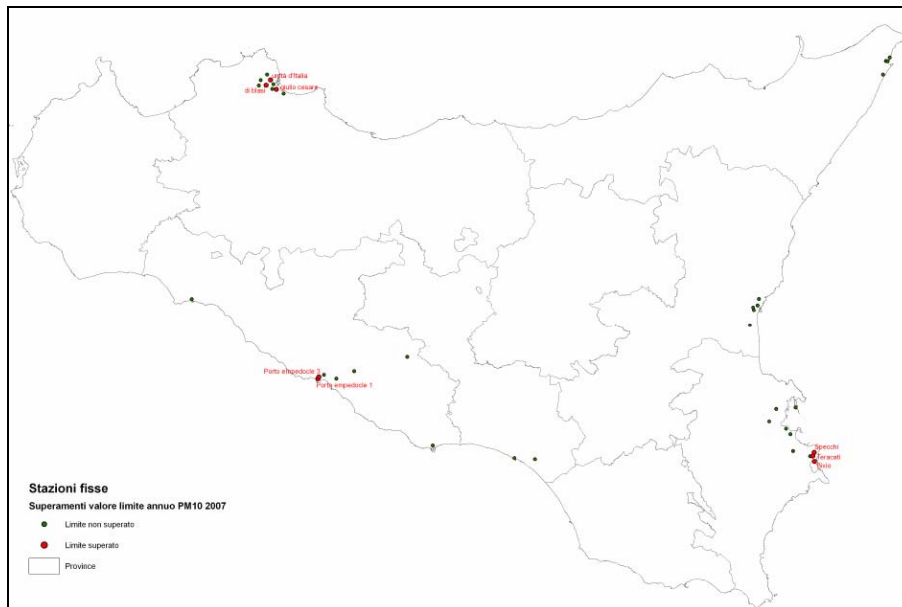 unità d'Italia
di blasi
giulio cesare
Porto empedocle 3
Porto empedocle 1
Specchi
Teracati
Stazioni fisse
Superamenti valore limite annuo PM10 2007
Limite non superato
Limite superato
Province